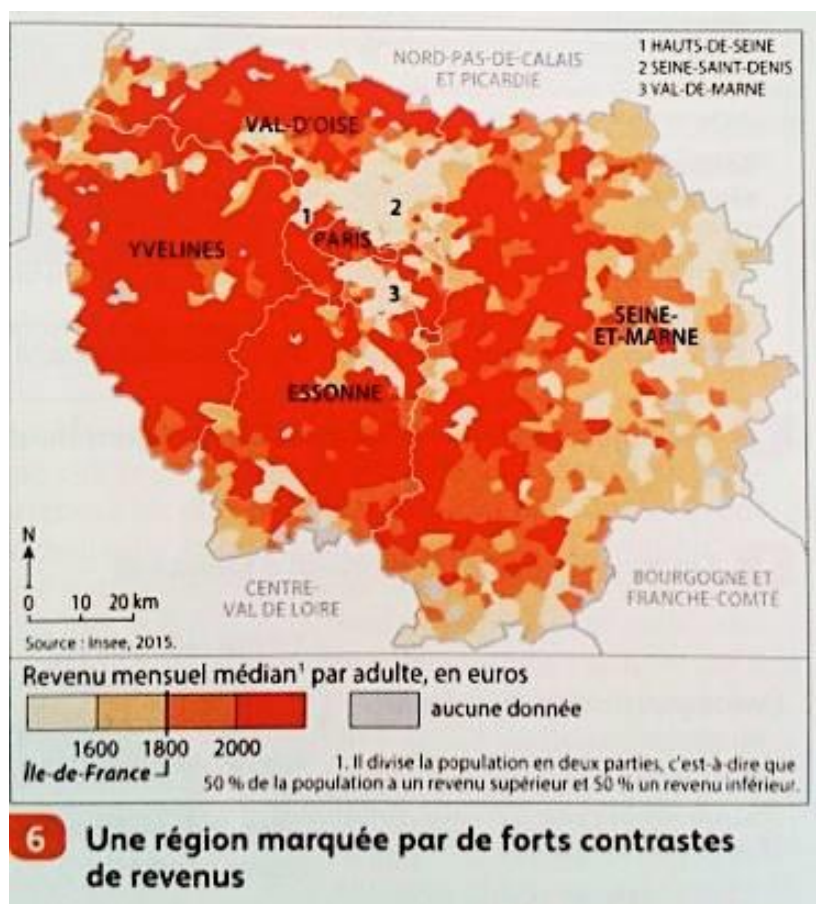 NORD-PAS-DE-CALAIS
ET PICARDIE
1 HAUTS-DE-SEINE
2 SEINE-SAINT-DENIS
3 VAL-DE-MARNE
VAL-D'OISE
1
2
PARIS
YVELINES
3
SEINE-
ET-MARNE
ESSONNE
N
0 10 20 km
CENTRE-
VAL DE LOIRE
BOURGOGNE ET
FRANCHE-COMTÉ
Source : Insee, 2015.
Revenu mensuel médian¹ par adulte, en euros
aucune donnée
1600 1800 2000
Île-de-France
1. Il divise la population en deux parties, c'est-à-dire que
50 % de la population a un revenu supérieur et 50 % un revenu inférieur.
6 Une région marquée par de forts contrastes
de revenus